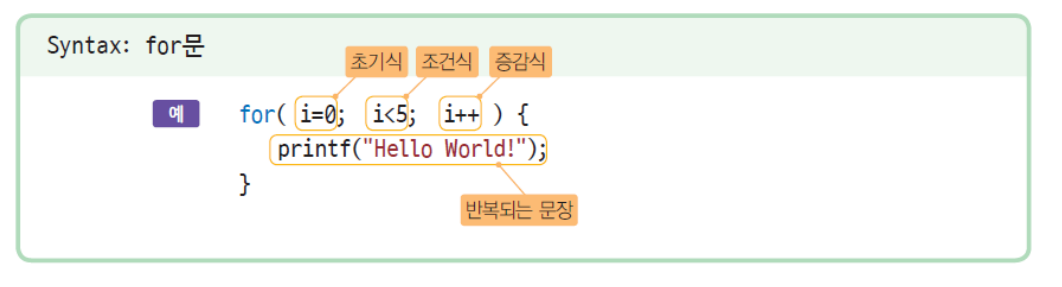 Syntax: for문
초기식 조건식 증감식
예 for( i=0; i<5; i++ ) {
printf("Hello World!");
}
반복되는 문장